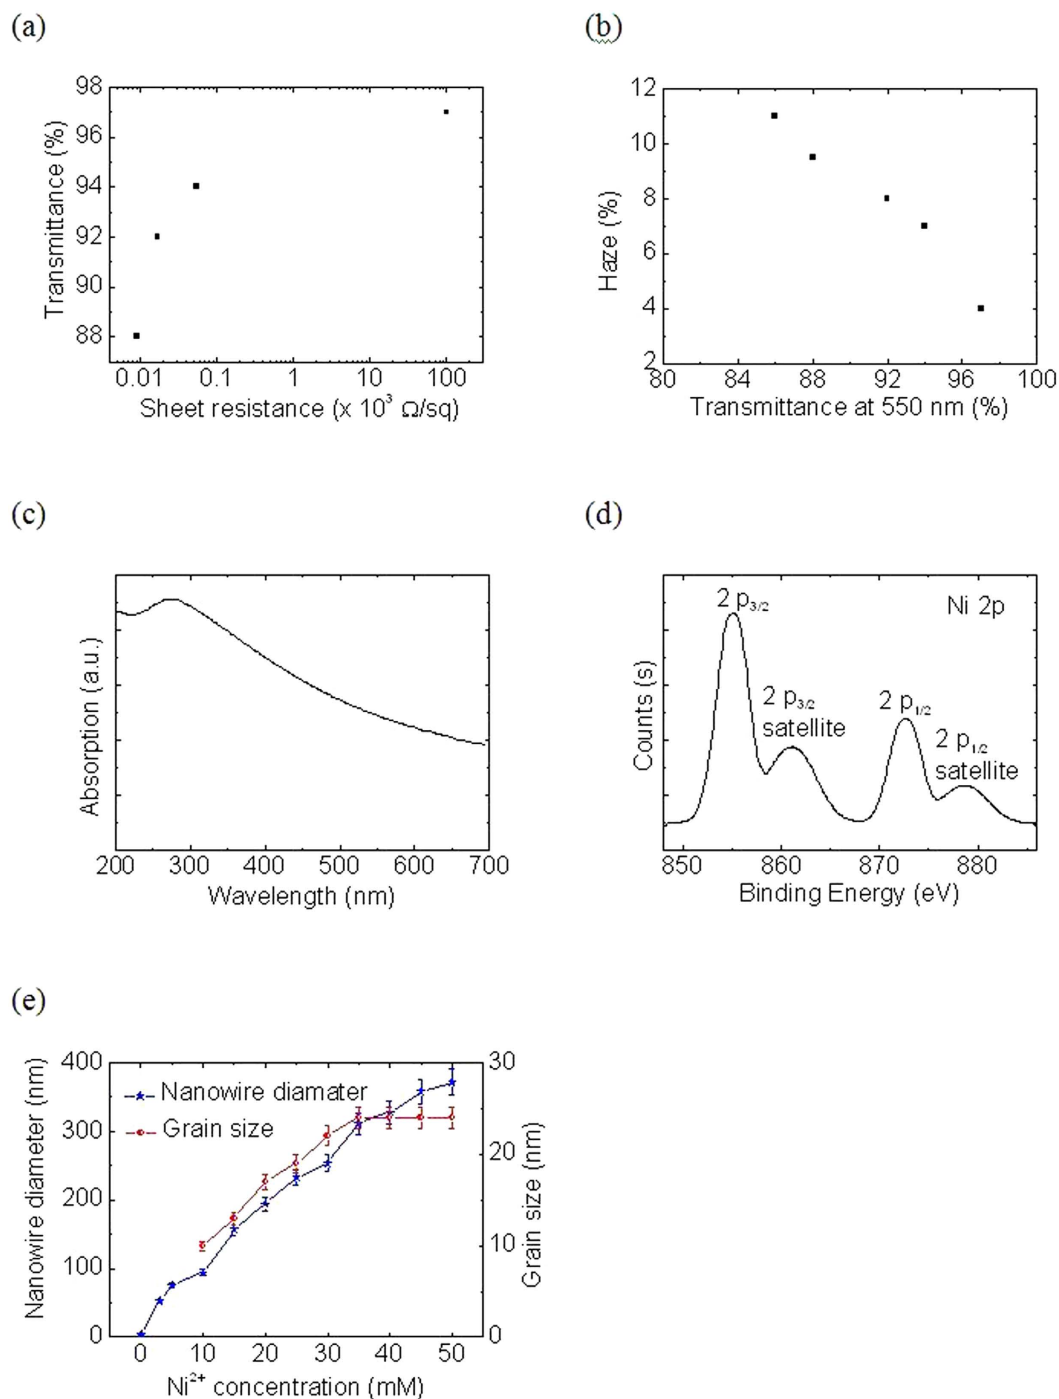 (a)
98
96
94
92
90
88
Transmittance (%)
0.01 0.1 1 10 100
Sheet resistance (x 10³ Ω/sq)
(b)
12
10
8
6
4
2
Haze (%)
80 84 88 92 96 100
Transmittance at 550 nm (%)
(c)
Absorption (a.u.)
200 300 400 500 600 700
Wavelength (nm)
(d)
Counts (s)
2 p3/2
Ni 2p
2 p3/2
satellite
2 p1/2
2 p1/2
satellite
850 860 870 880
Binding Energy (eV)
(e)
400
300
200
100
0
Nanowire diameter (nm)
Nanowire diamater
Grain size
30
20
10
0
Grain size (nm)
0 10 20 30 40 50
Ni²⁺ concentration (mM)